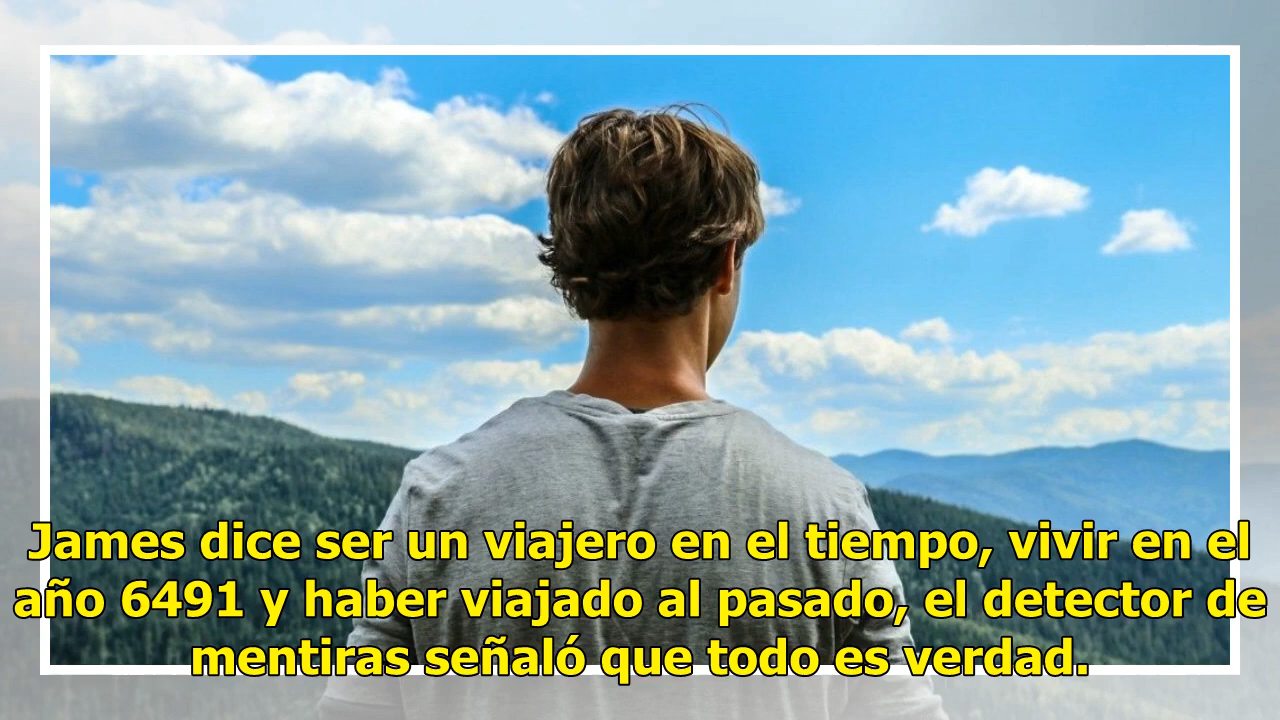 James dice ser un viajero en el tiempo, vivir en el
año 6491 y haber viajado al pasado, el detector de
mentiras señaló que todo es verdad.